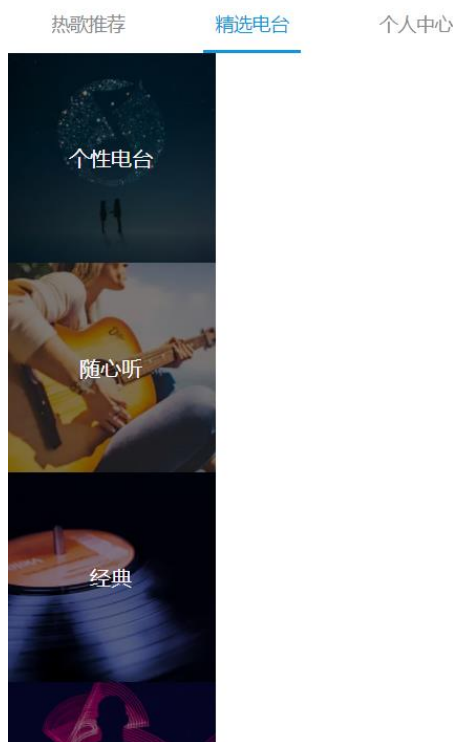 热歌推荐
精选电台
个人中心
个性电台
随心听
经典